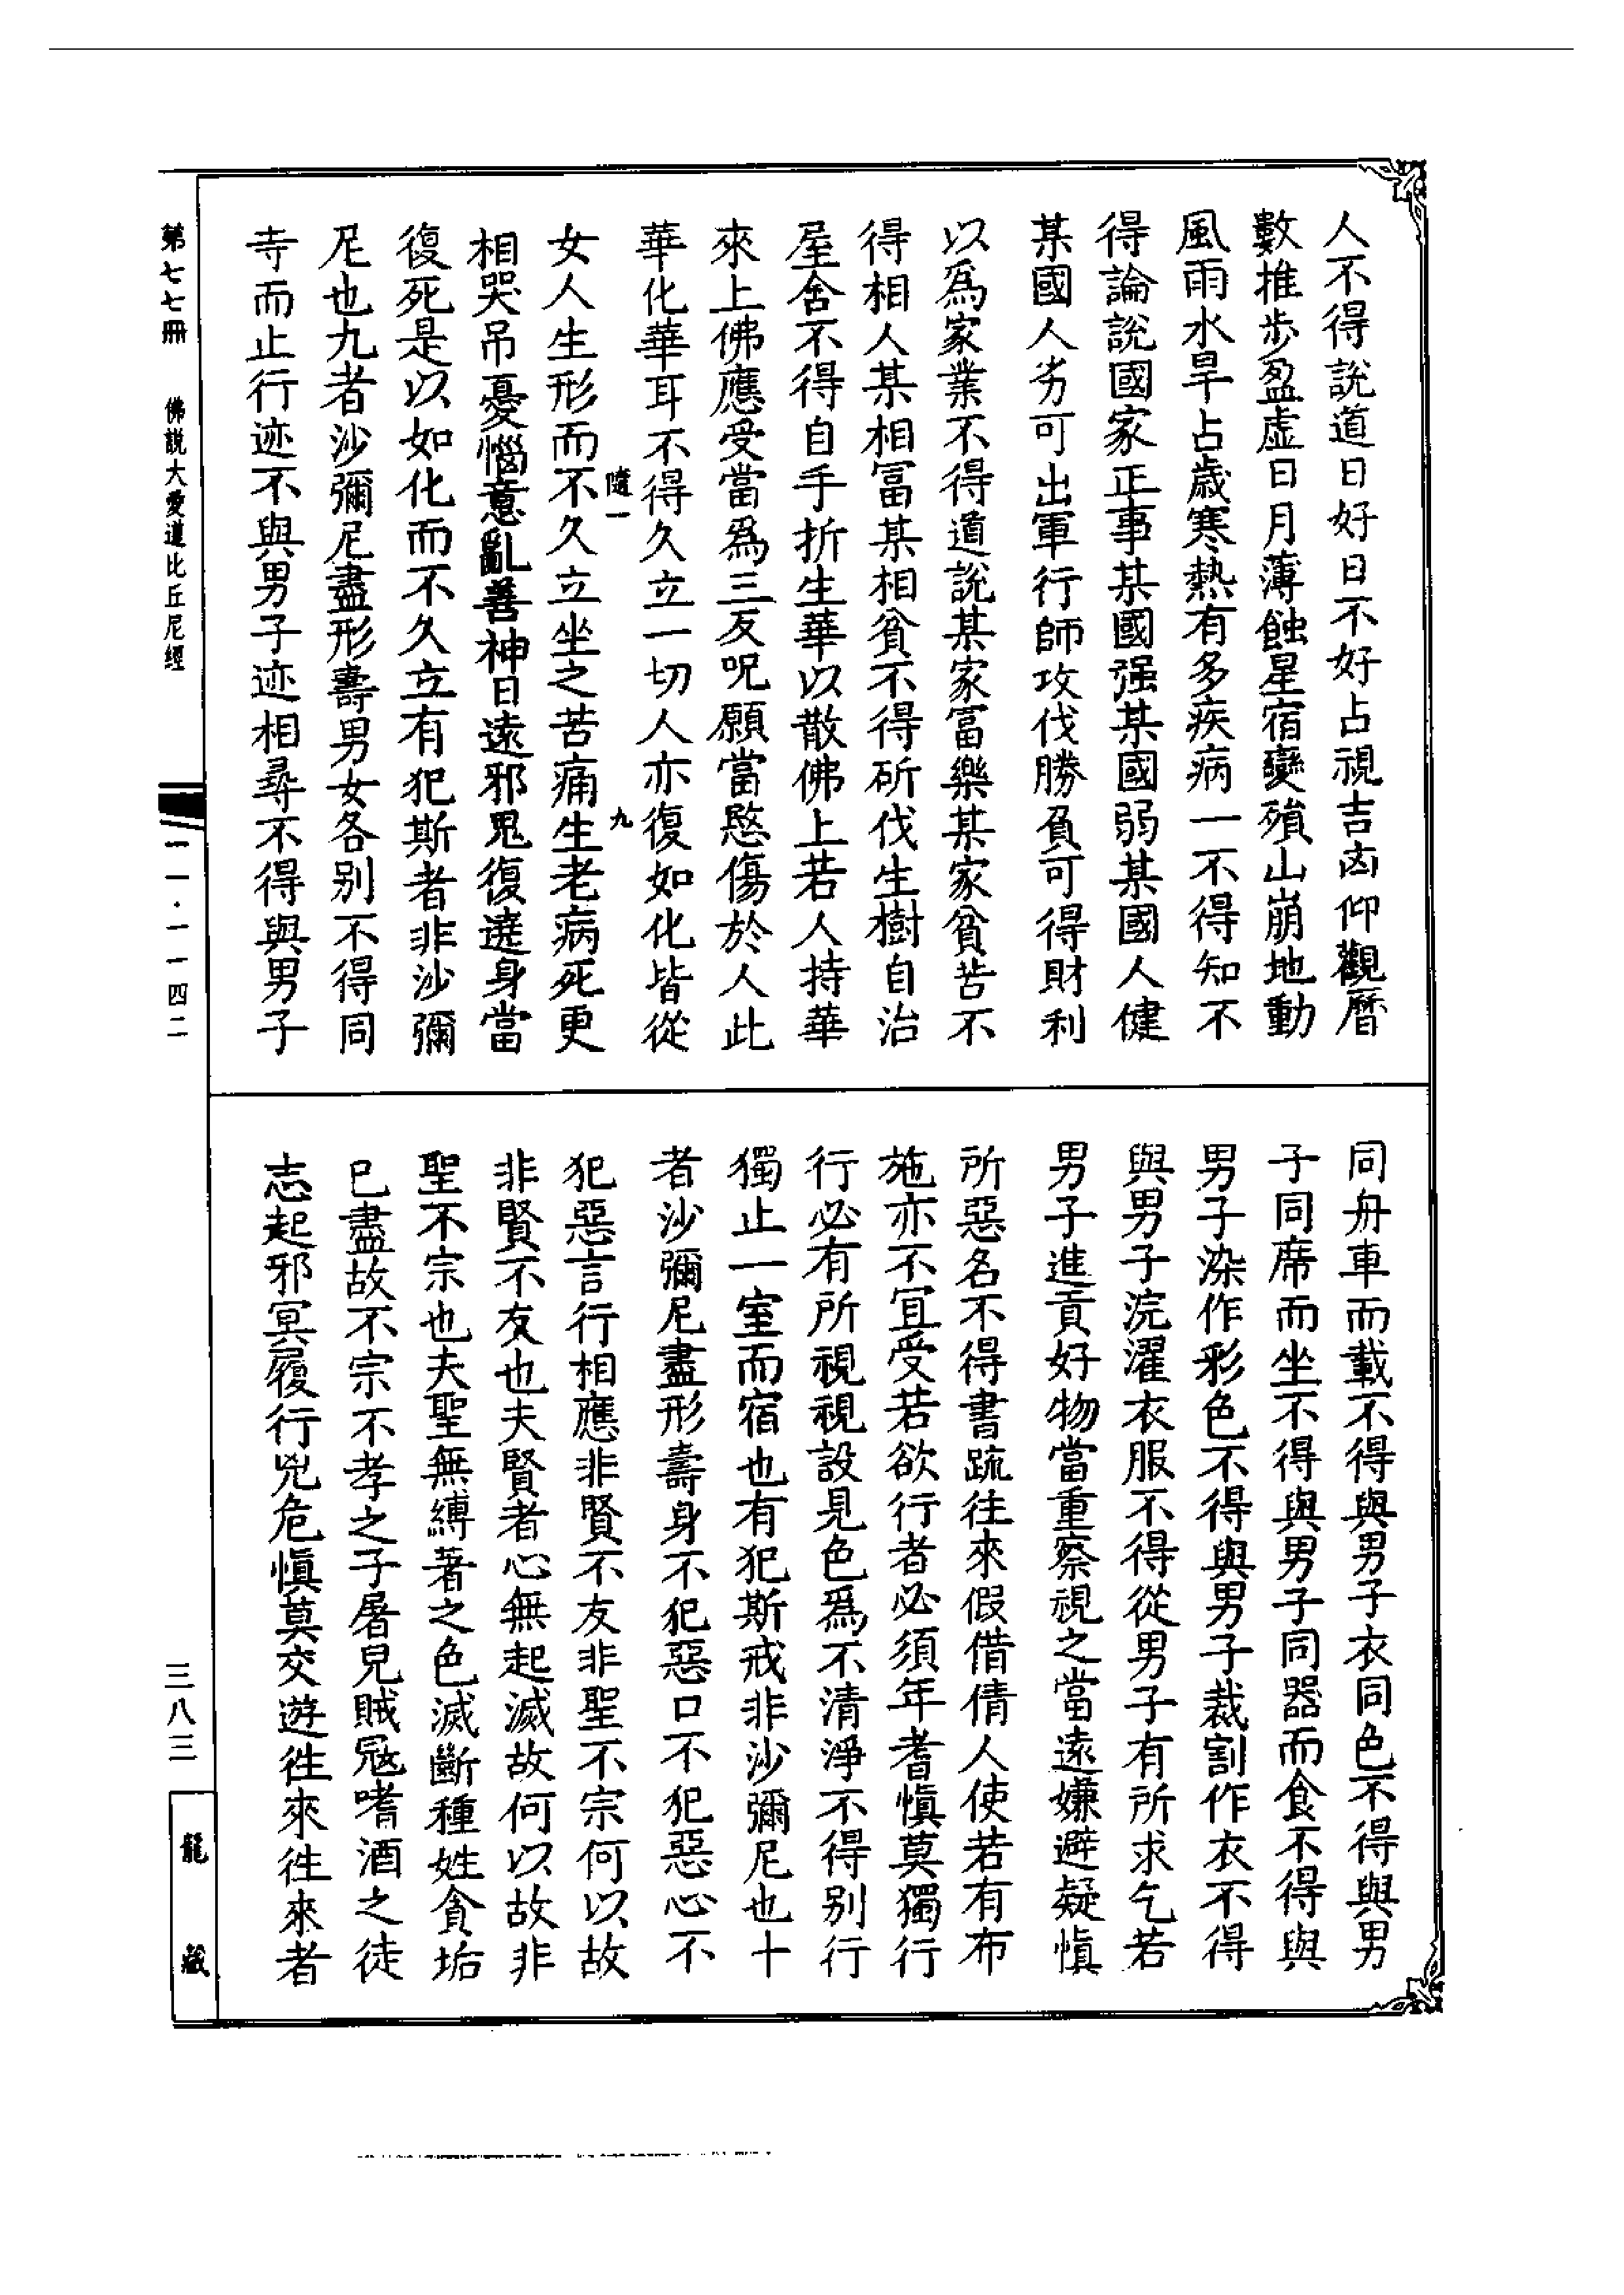 人不得說道日好日不好占視吉凶仰觀曆
數推步盈虛日月薄蝕星宿變殞山崩地動
風雨水旱占歲寒熱有多疾病一不得知不
得論說國家正事某國强某國弱某國人健
某國人劣可出軍行師攻伐勝負可得財利
以爲家業不得道說某家富樂某家貧苦不
得相人某相冨某相貧不得斫伐生樹自治
屋舍不得自手折生華以散佛上若人持華
來上佛應受當爲三反呪願當愍傷於人此
華化華耳不得久立一切人亦復如化皆從
隨一 九
女人生形而不久立坐之苦痛生老病死更
相哭吊憂惱意亂善神日遠邪鬼復遶身當
復死是以如化而不久立有犯斯者非沙彌
尼也九者沙彌尼盡形壽男女各别不得同
寺而止行迹不與男子迹相尋不得與男子
同舟車而載不得與男子衣同色不得與男
子同席而坐不得與男子同器而食不得與
男子染作彩色不得與男子裁割作衣不得
與男子浣濯衣服不得從男子有所求乞若
男子進貢好物當重察視之當遠嫌避疑愼
所惡名不得書䟽往來假借倩人使若有布
施亦不冝受若欲行者必須年耆愼莫獨行
行必有所視視設見色爲不清淨不得别行
獨止一室而宿也有犯斯戒非沙彌尼也十
者沙彌尼盡形壽身不犯惡口不犯惡心不
犯惡言行相應非賢不友非聖不宗何以故
非賢不友也夫賢者心無起滅故何以故非
聖不宗也夫聖無縛著之色滅斷種姓貪垢
已盡故不宗不孝之子屠兒賊冦嗜酒之徒
志起邪冥履行兇危愼莫交遊徃來徃來者
第七七冊 佛說大愛道比丘尼經
一一·一一四二
三八三
龍藏